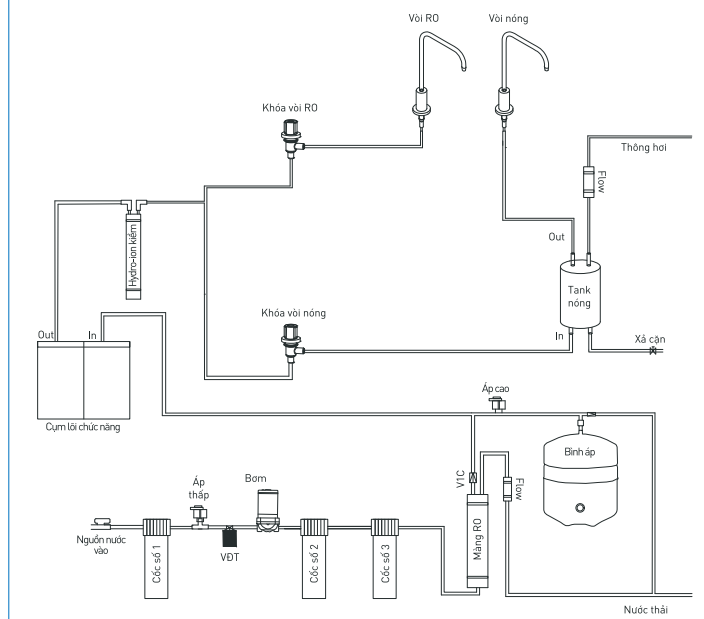 Vòi RO
Vòi nóng
Khóa vòi RO
Thông hơi
Flow
Hydro-ion kiềm
Out
Tank
nóng
Khóa vòi nóng
In
Xả cặn
Out
In
Áp cao
Cụm lõi chức năng
Bình áp
Áp
thấp
Bơm
V1C
Flow
Màng RO
Nguồn nước
vào
Cốc số 1
VĐT
Cốc số 2
Cốc số 3
Nước thải